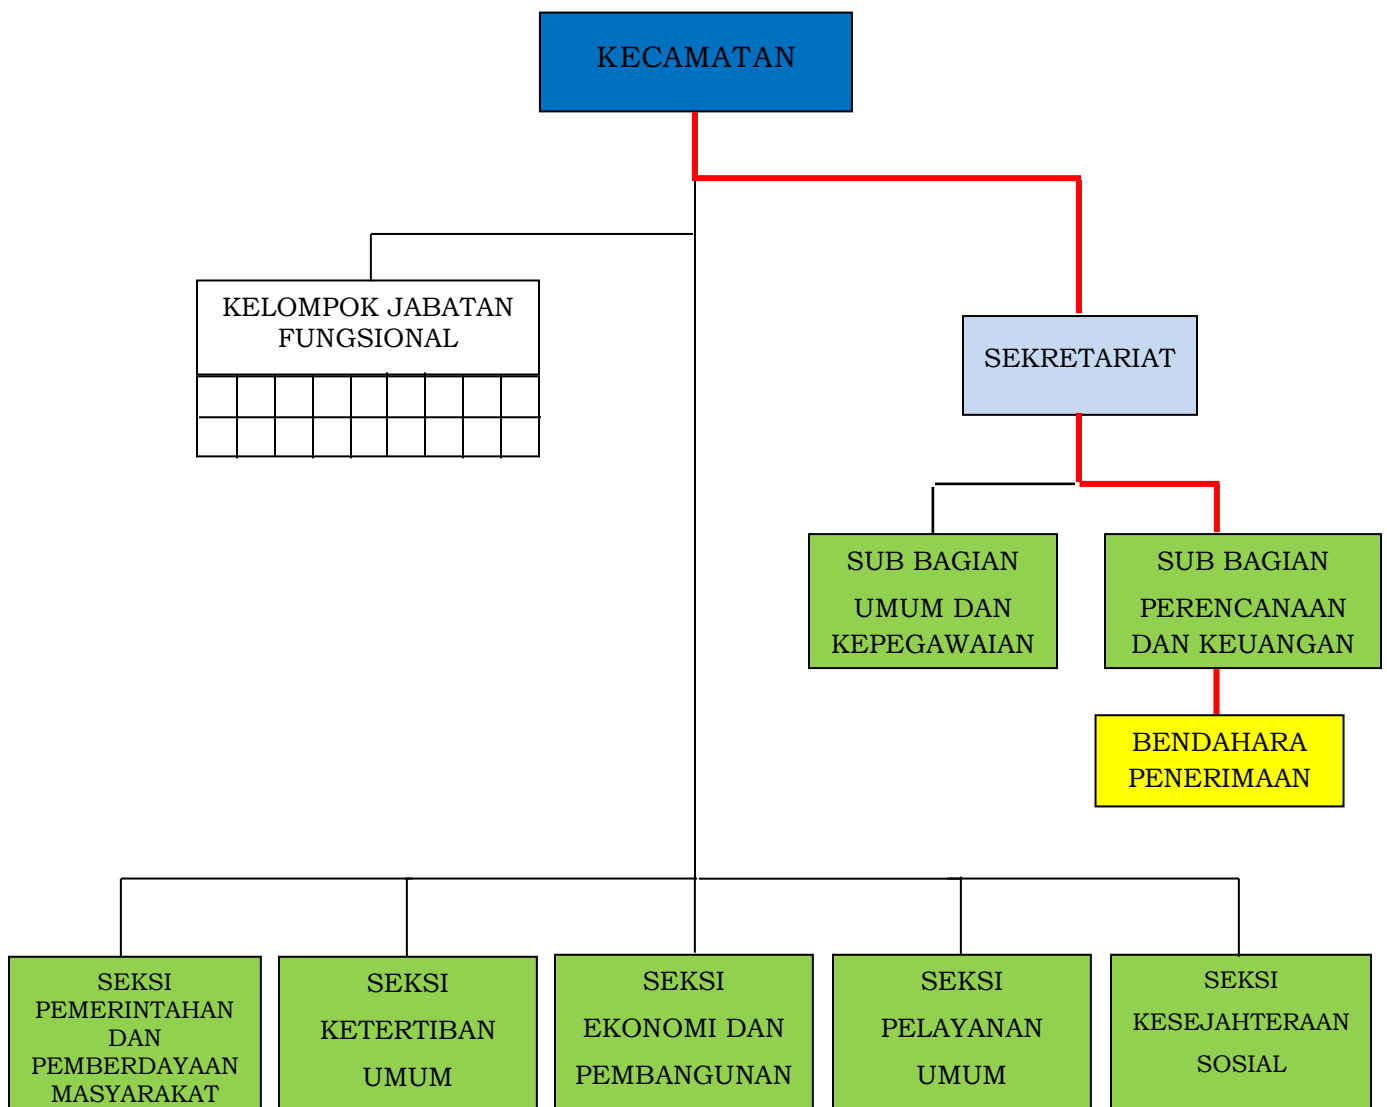 KECAMATAN
KELOMPOK JABATAN
FUNGSIONAL
SEKRETARIAT
SUB BAGIAN
UMUM DAN
KEPEGAWAIAN
SUB BAGIAN
PERENCANAAN
DAN KEUANGAN
BENDAHARA
PENERIMAAN
SEKSI
PEMERINTAHAN
DAN
PEMBERDAYAAN
MASYARAKAT
SEKSI
KETERTIBAN
UMUM
SEKSI
EKONOMI DAN
PEMBANGUNAN
SEKSI
PELAYANAN
UMUM
SEKSI
KESEJAHTERAAN
SOSIAL